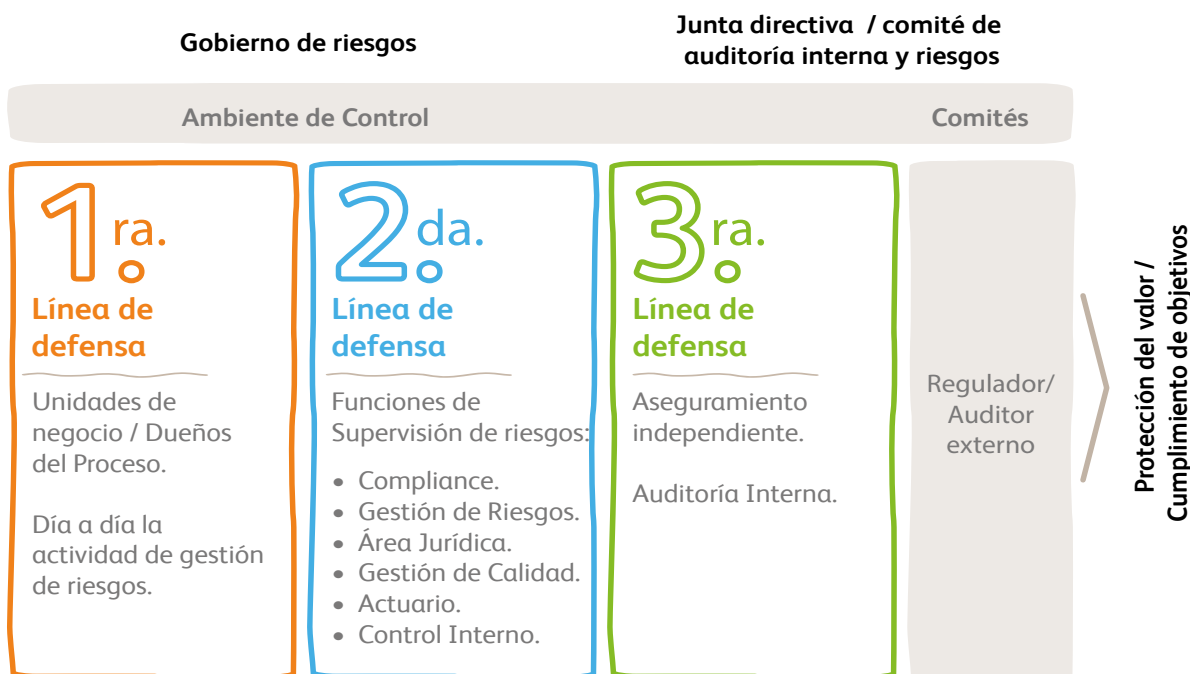 Gobierno de riesgos
Junta directiva / comité de
auditoría interna y riesgos
Ambiente de Control
Comités
1ra.
Línea de
defensa
Unidades de
negocio / Dueños
del Proceso.
Día a día la
actividad de gestión
de riesgos.
2da.
Línea de
defensa
Funciones de
Supervisión de riesgos:
• Compliance.
• Gestión de Riesgos.
• Área Jurídica.
• Gestión de Calidad.
• Actuario.
• Control Interno.
3ra.
Línea de
defensa
Aseguramiento
independiente.
Auditoría Interna.
Regulador/
Auditor
externo
Protección del valor /
Cumplimiento de objetivos